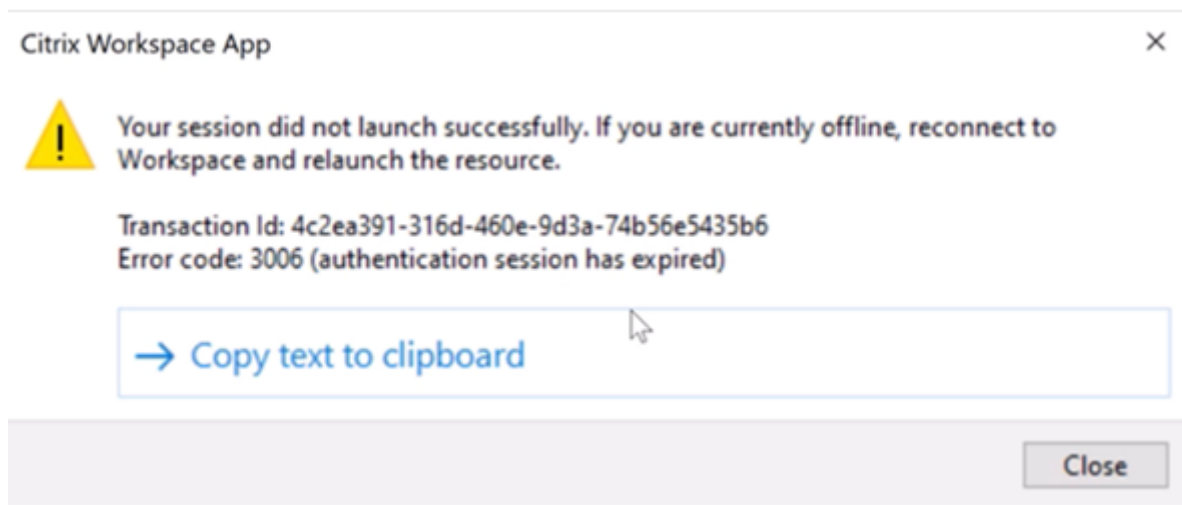 Citrix Workspace App
Your session did not launch successfully. If you are currently offline, reconnect to
Workspace and relaunch the resource.
Transaction Id: 4c2ea391-316d-460e-9d3a-74b56e5435b6
Error code: 3006 (authentication session has expired)
Copy text to clipboard
Close